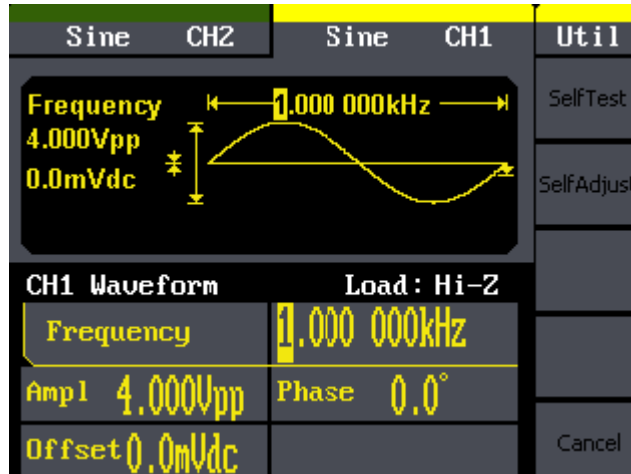 Sine CH2 Sine CH1 Util
Frequency 1.000 000kHz
4.000Vpp
0.0mVdc
SelfTest
SelfAdjust
CH1 Waveform Load: Hi-Z
Frequency 1.000 000kHz
Ampl 4.000Vpp Phase 0.0°
Offset 0.0mVdc
Cancel